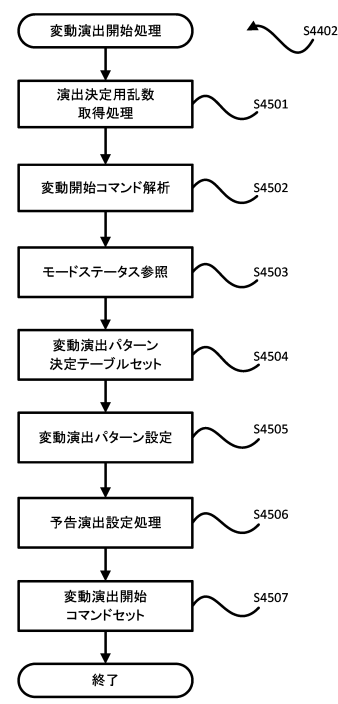 変動演出開始処理
S4402
演出決定用乱数
取得処理
S4501
変動開始コマンド解析
S4502
モードステータス参照
S4503
変動演出パターン
決定テーブルセット
S4504
変動演出パターン設定
S4505
予告演出設定処理
S4506
変動演出開始
コマンドセット
S4507
終了